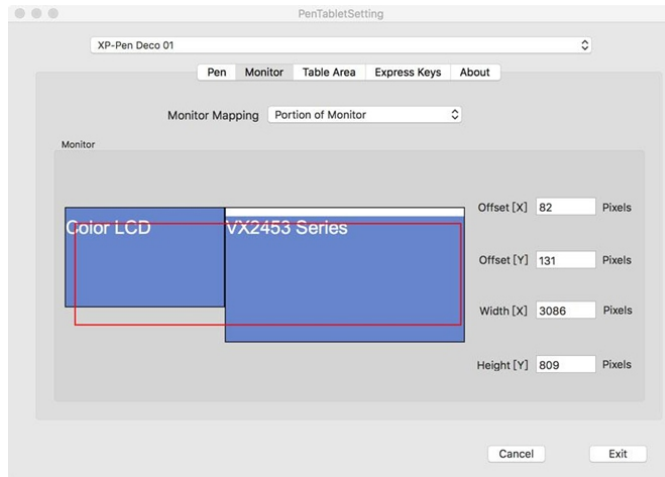 PenTabletSetting
XP-Pen Deco 01
Pen Monitor Table Area Express Keys About
Monitor Mapping Portion of Monitor
Monitor
Color LCD VX2453 Series
Offset [X] 82 Pixels
Offset [Y] 131 Pixels
Width [X] 3086 Pixels
Height [Y] 809 Pixels
Cancel Exit